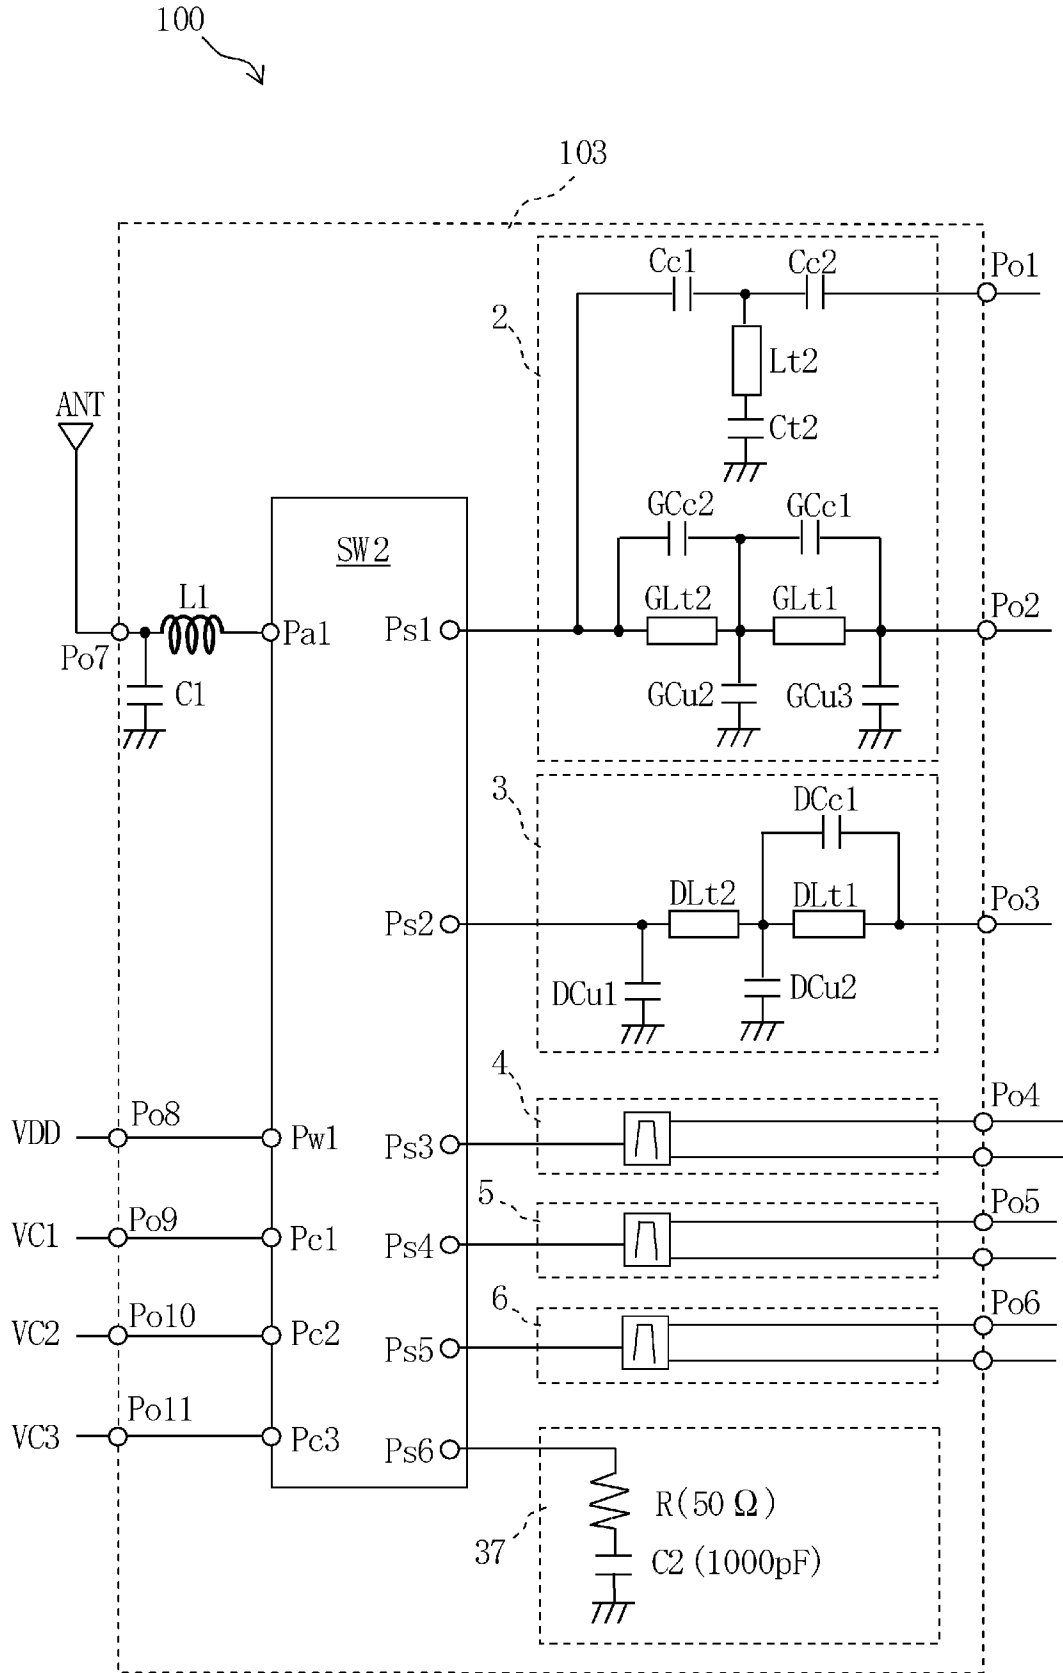 100
103
Cc1
Cc2
Po1
2
Lt2
Ct2
ANT
GCc2
GCc1
SW2
L1
GLt2
GLt1
Po2
Pa1
Ps1
Po7
C1
GCu2
GCu3
3
DCc1
DLt2
DLt1
Po3
Ps2
DCu1
DCu2
4
Po4
VDD
Po8
Pw1
Ps3
5
Po5
VC1
Po9
Pc1
Ps4
6
Po6
VC2
Po10
Pc2
Ps5
VC3
Po11
Pc3
Ps6
R(50Ω)
37
C2(1000pF)